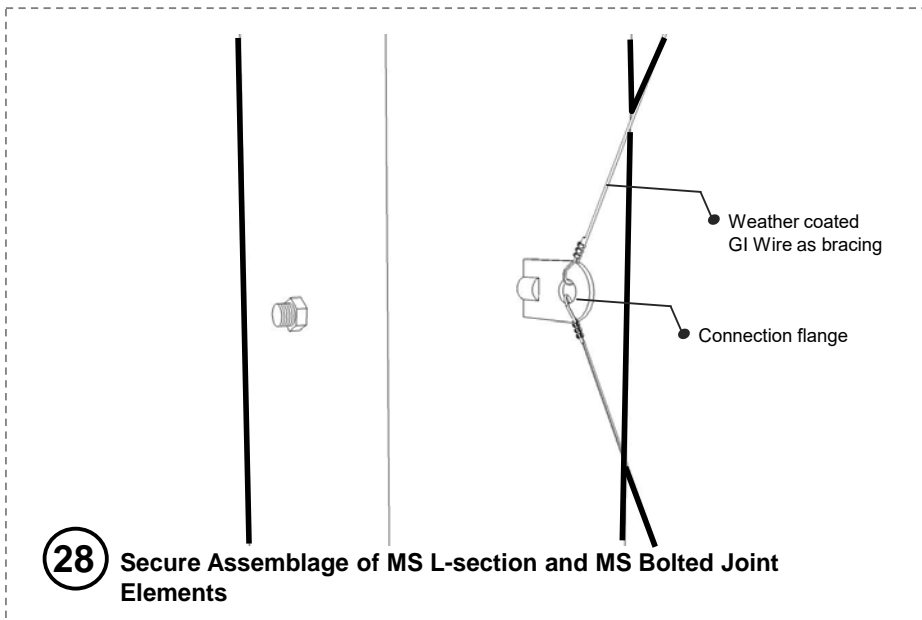 Weather coated
GI Wire as bracing
Connection flange
28
Secure Assemblage of MS L-section and MS Bolted Joint
Elements